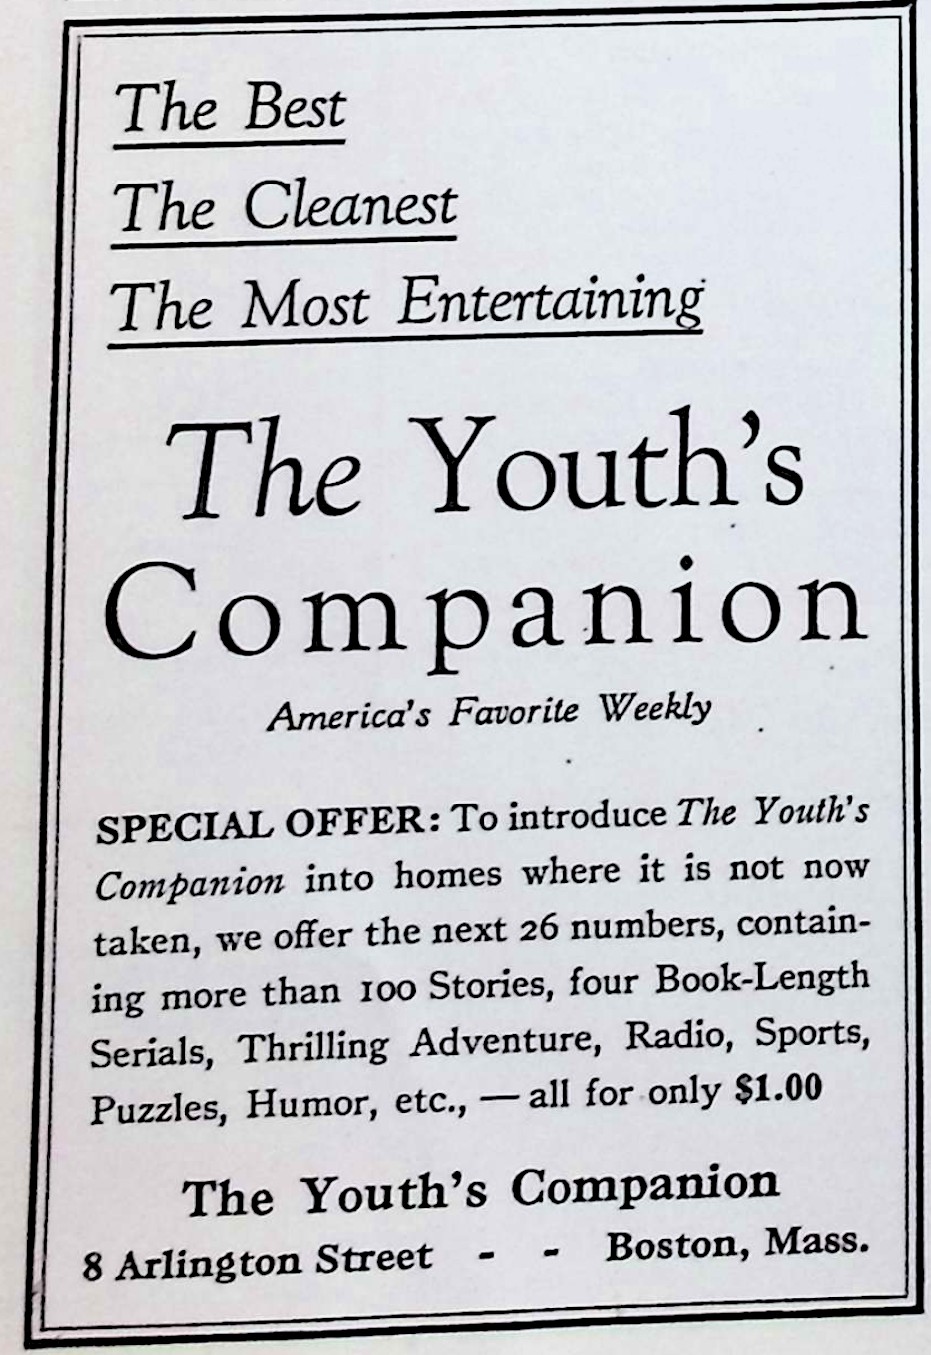 The Best
The Cleanest
The Most Entertaining
The Youth's
Companion
America's Favorite Weekly
SPECIAL OFFER: To introduce The Youth's
Companion into homes where it is not now
taken, we offer the next 26 numbers, contain-
ing more than 100 Stories, four Book-Length
Serials, Thrilling Adventure, Radio, Sports,
Puzzles, Humor, etc., — all for only $1.00
The Youth's Companion
8 Arlington Street - - Boston, Mass.